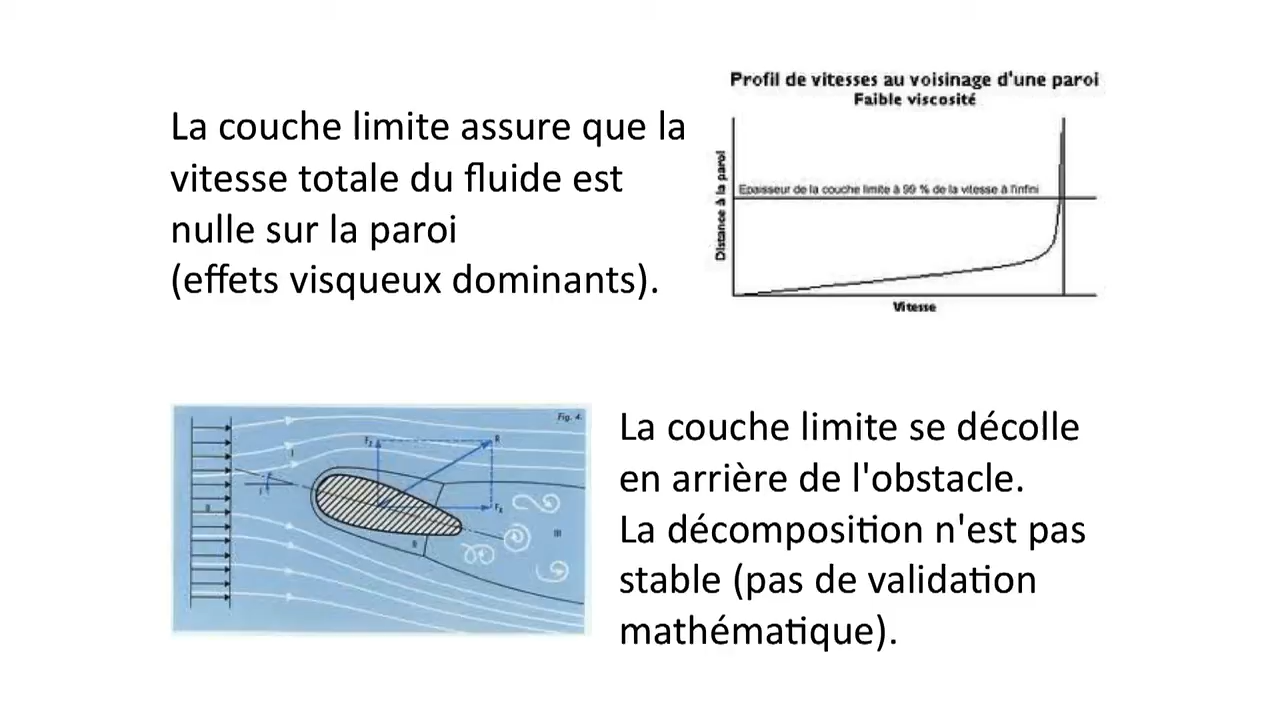 La couche limite assure que la
vitesse totale du fluide est
nulle sur la paroi
(effets visqueux dominants).
Profil de vitesses au voisinage d'une paroi
Faible viscosité
Distance à la paroi
Epaisseur de la couche limite à 99 % de la vitesse à l'infini
Vitesse
Fig. 4.
I
R
II
III
La couche limite se décolle
en arrière de l'obstacle.
La décomposition n'est pas
stable (pas de validation
mathématique).